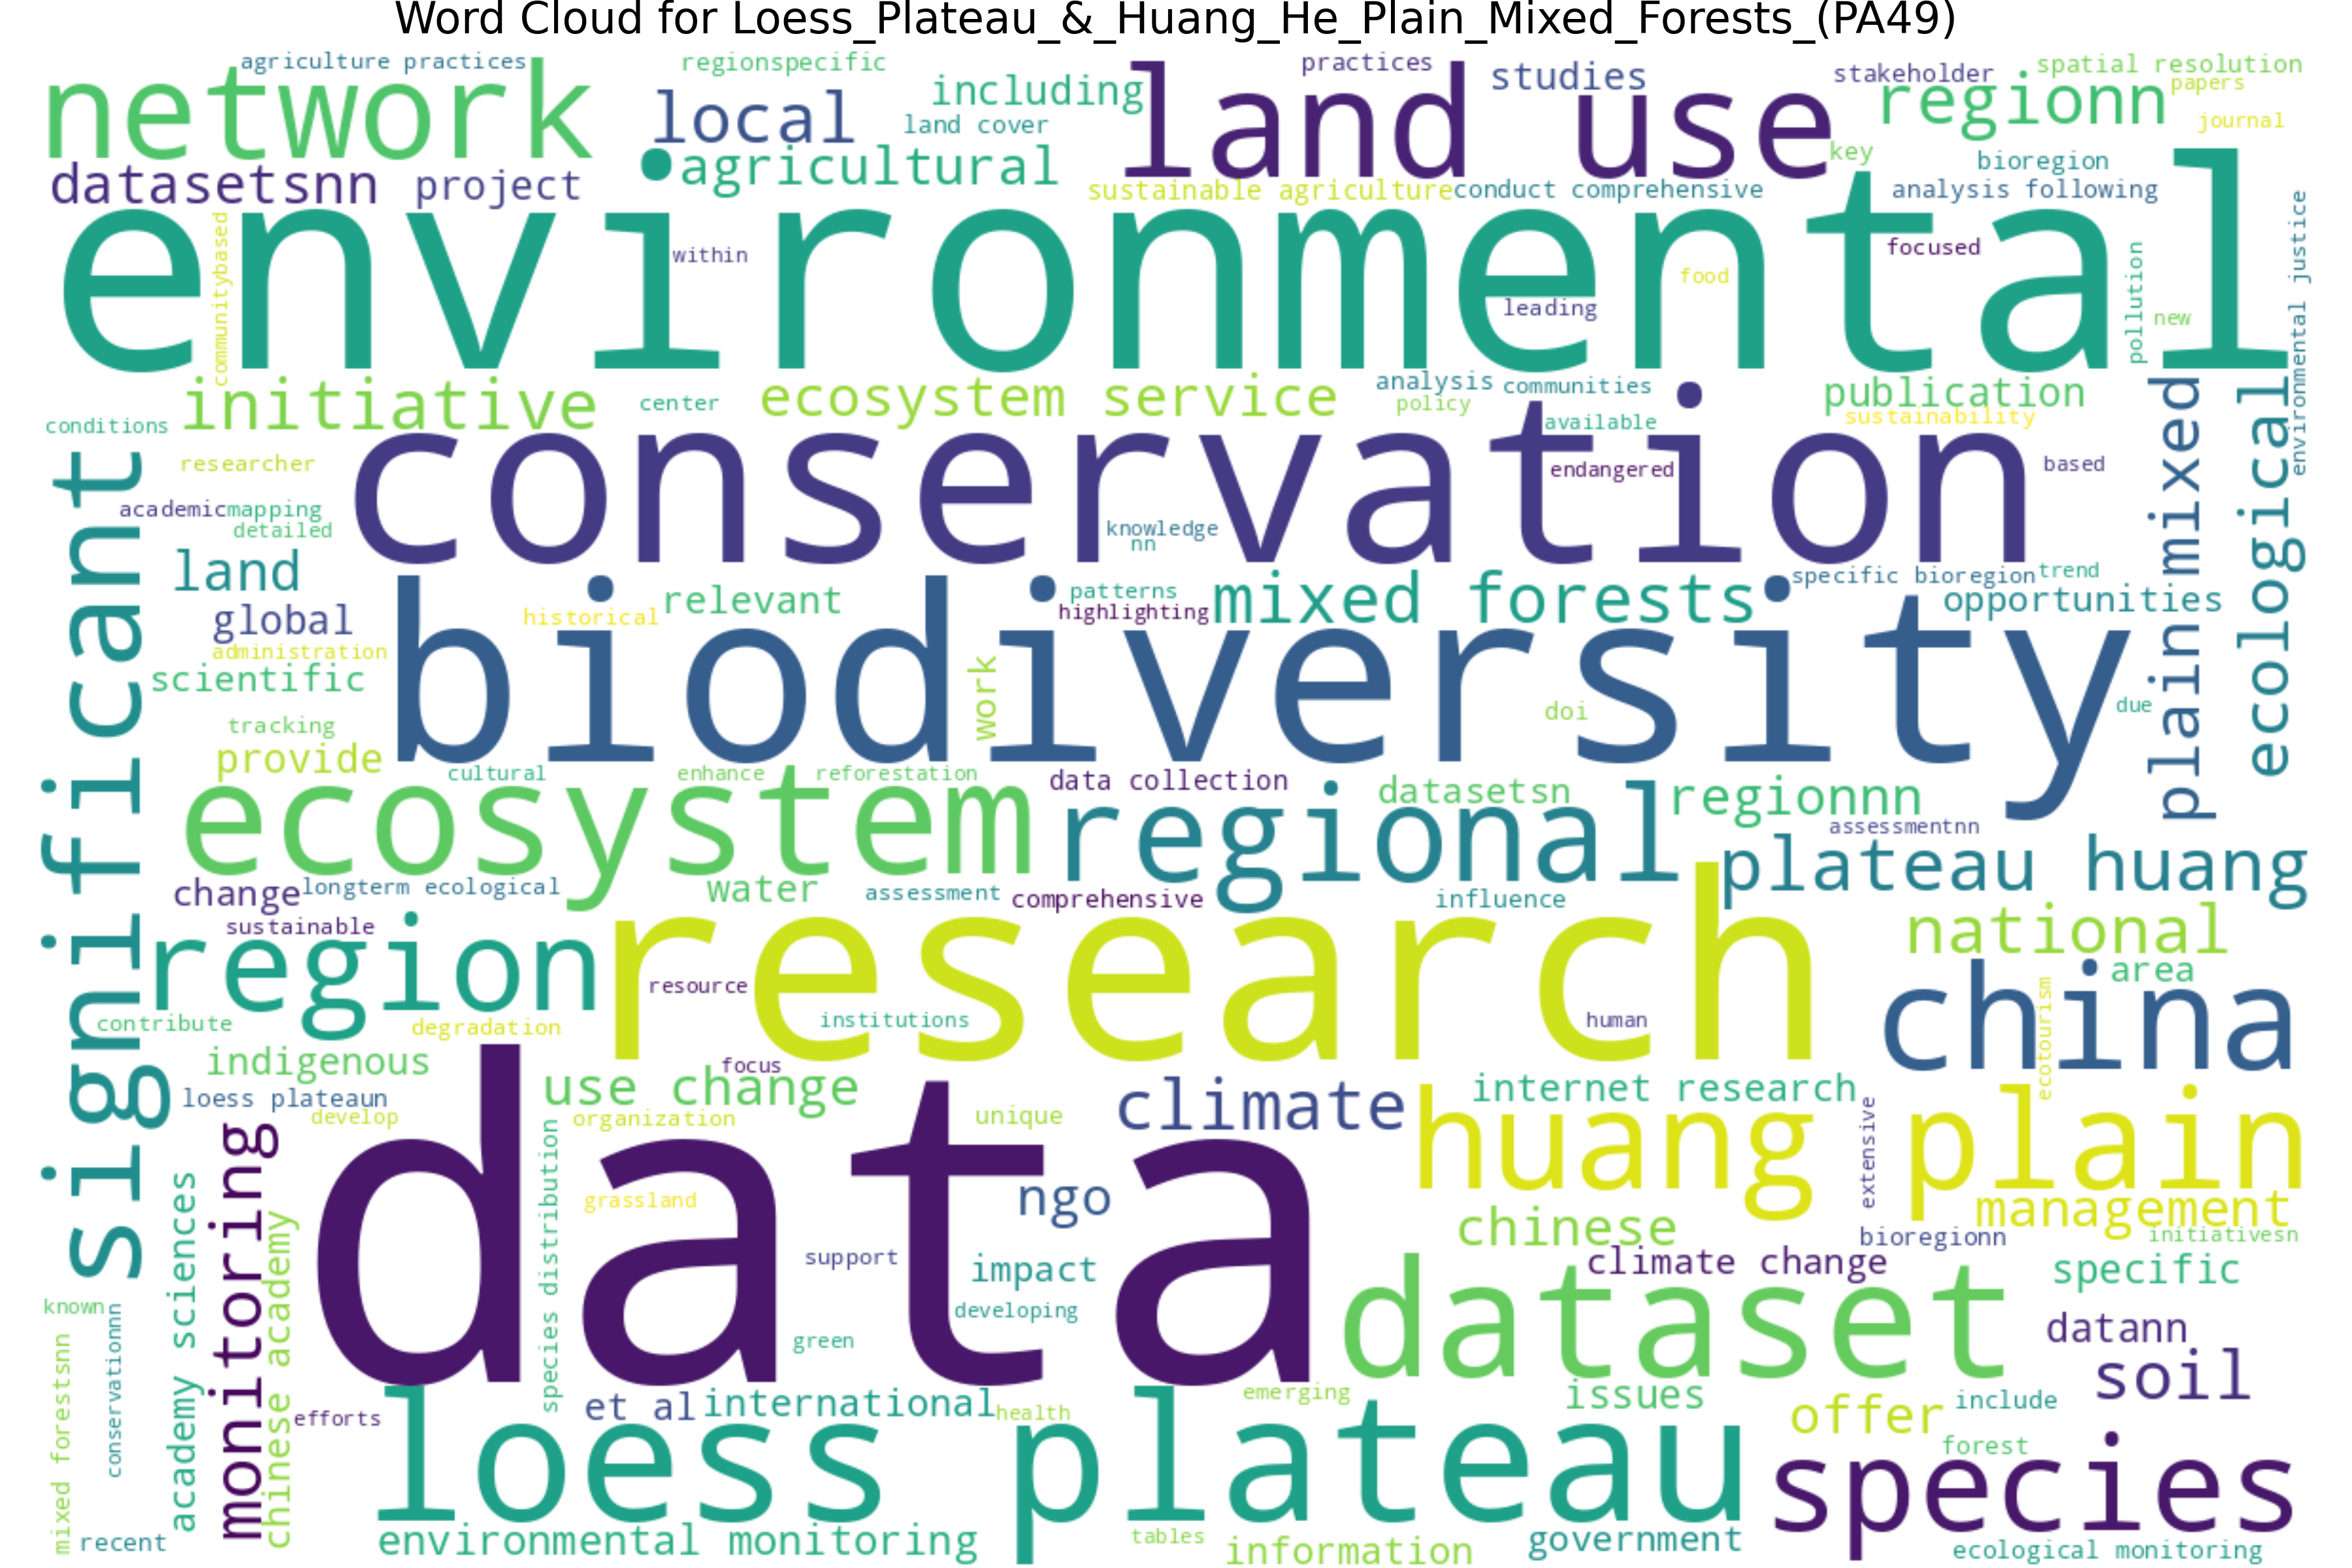 Word Cloud for Loess_Plateau_&_Huang_He_Plain_Mixed_Forests_(PA49)
agriculture practices
regionspecific
practices
studies
stakeholder
spatial resolution
network
local
including
land use
regionn
papers
land cover
journal
key
bioregion
datasetsnn
project
agricultural
sustainable agriculture
conduct comprehensive
analysis following
environmental
communitybased
within
focused
food
leading
pollution
new
environmental justice
initiative
center
ecosystem service
analysis
communities
policy
publication
sustainability
available
conditions
conservation
researcher
endangered
based
plain mixed
ecological
academic
mapping
detailed
knowledge
nn
significant
land
global
historical
relevant
patterns
highlighting
mixed forests
specific bioregion
trend
opportunities
administration
scientific
biodiversity
work
doi
due
tracking
provide
cultural
enhance
reforestation
data collection
datasetsn
regionnn
ecosystem
regional
assessmentnn
plateau huang
change
longterm ecological
water
assessment
comprehensive
influence
sustainable
region
research
national
area
china
resource
contribute
degradation
institutions
human
ecotourism
indigenous
focus
use change
climate
internet research
loess plateaun
develop
organization
unique
huang
plain
extensive
monitoring
data
species distribution
grassland
ngo
chinese
management
bioregionn
initiativesn
academy sciences
chinese academy
support
impact
climate change
specific
known
developing
dataset
datann
green
soil
mixed forestsnn
conservationnn
efforts
et al
international
health
emerging
issues
offer
include
loess plateau
forest
species
recent
environmental monitoring
tables
information
government
ecological monitoring